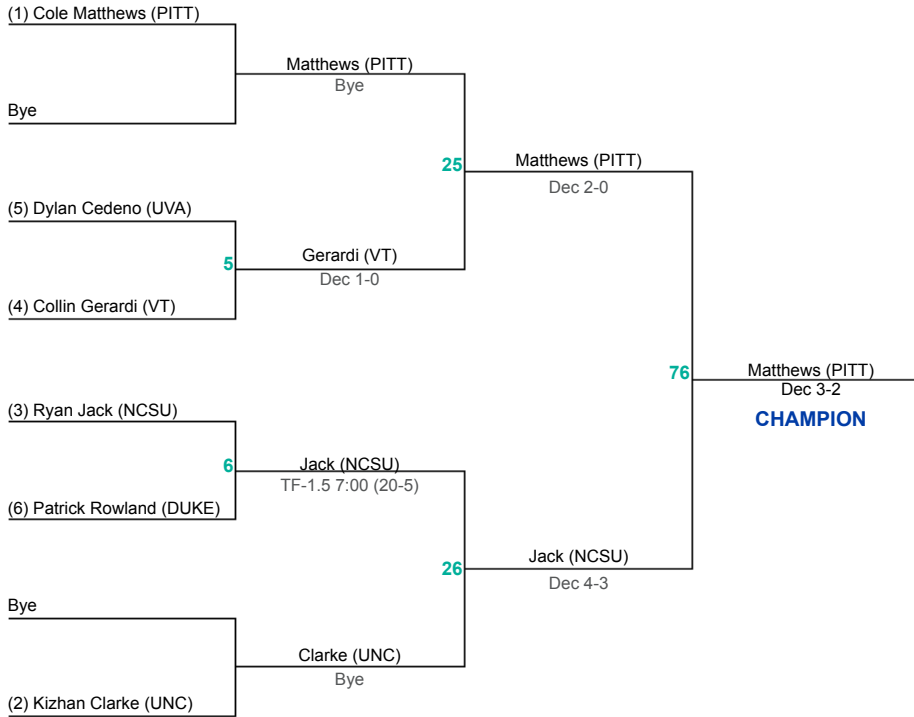 (1) Cole Matthews (PITT)
Matthews (PITT)
Bye
Bye
25
Matthews (PITT)
Dec 2-0
(5) Dylan Cedeno (UVA)
5
Gerardi (VT)
Dec 1-0
(4) Collin Gerardi (VT)
76
Matthews (PITT)
Dec 3-2
CHAMPION
(3) Ryan Jack (NCSU)
6
Jack (NCSU)
TF-1.5 7:00 (20-5)
(6) Patrick Rowland (DUKE)
26
Jack (NCSU)
Dec 4-3
Bye
Clarke (UNC)
Bye
(2) Kizhan Clarke (UNC)